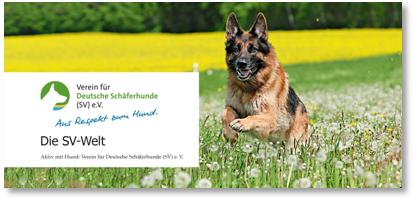 Verein für
Deutsche Schäferhunde
(SV) e.V.
Aus Respekt zum Hund.
Die SV-Welt
Aktiv mit Hund: Verein für Deutsche Schäferhunde (SV) e.V.